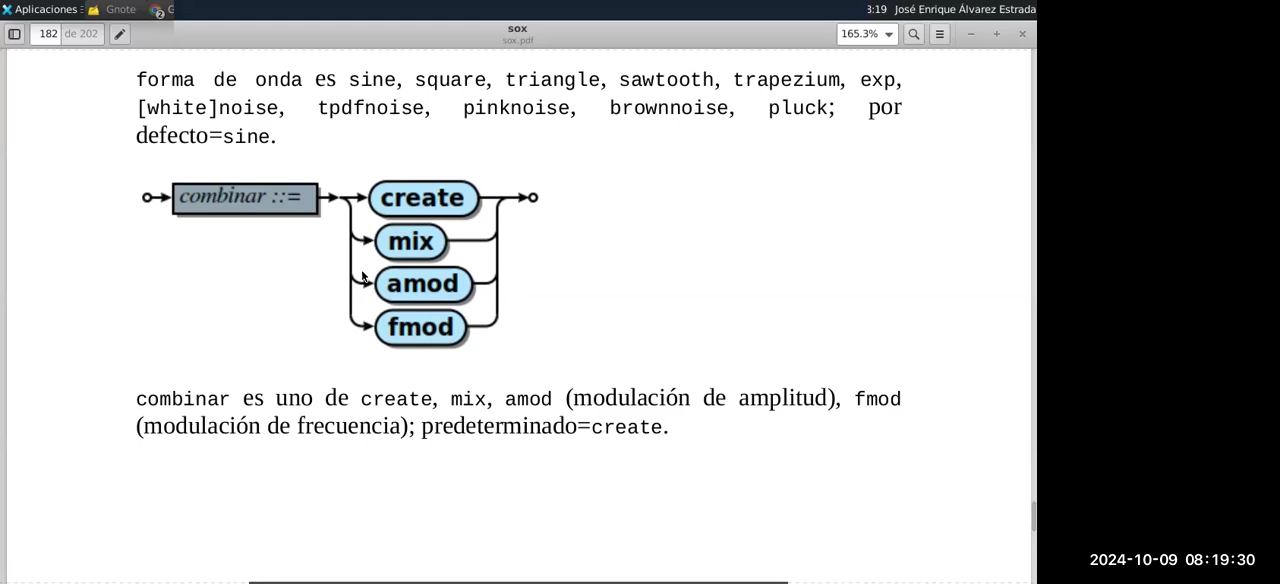 Aplicaciones : Gnote G 3:19 José Enrique Álvarez Estrada
182 de 202 sox 165.3%
sox.pdf
forma de onda es sine, square, triangle, sawtooth, trapezium, exp,
[white]noise, tpdfnoise, pinknoise, brownnoise, pluck; por
defecto=sine.
combinar ::= create
mix
amod
fmod
combinar es uno de create, mix, amod (modulación de amplitud), fmod
(modulación de frecuencia); predeterminado=create.
2024-10-09 08:19:30